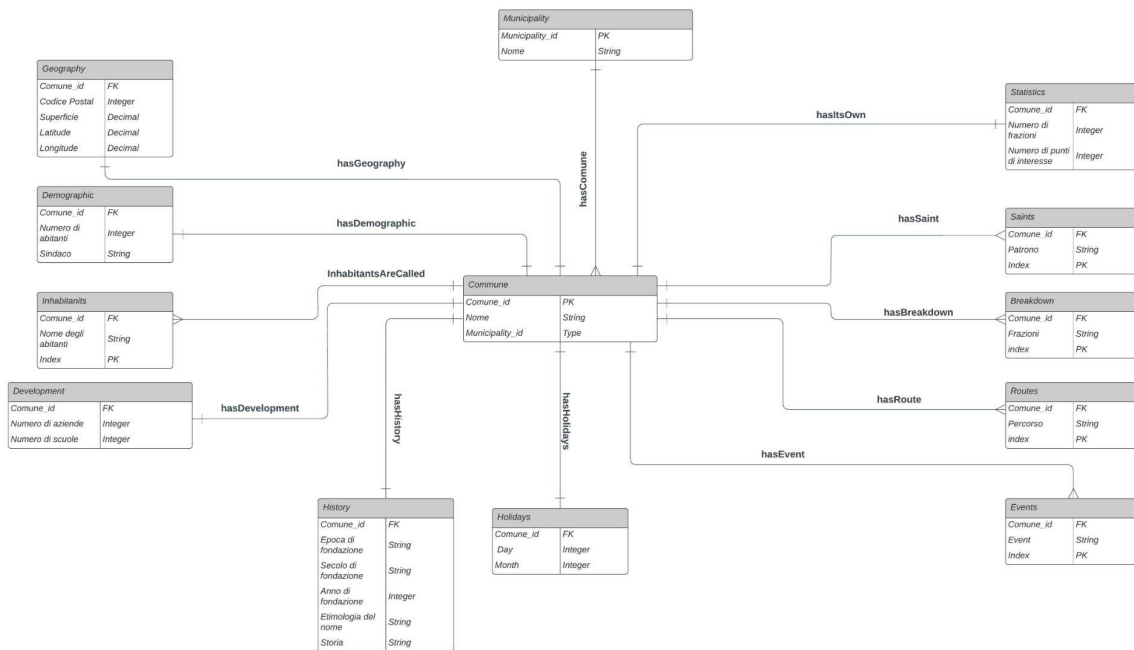 Municipality
Municipality_id PK
Nome String
Geography
Comune_id FK
Codice Postal Integer
Superficie Decimal
Latitude Decimal
Longitude Decimal
Statistics
Comune_id FK
Numero di
frazioni Integer
Numero di punti
di interesse Integer
hasItsOwn
hasGeography
hasComune
Demographic
Comune_id FK
Numero di
abitanti Integer
Sindaco String
hasDemographic
hasSaint
Saints
Comune_id FK
Patrono String
Index PK
InhabitantsAreCalled
Commune
Comune_id PK
Nome String
Municipality_id Type
Inhabitanits
Comune_id FK
Nome degli
abitanti String
Index PK
hasBreakdown
Breakdown
Comune_id FK
Frazioni String
index PK
Development
Comune_id FK
Numero di aziende Integer
Numero di scuole Integer
hasDevelopment
hasHistory
hasHolidays
hasRoute
Routes
Comune_id FK
Percorso String
index PK
hasEvent
History
Comune_id FK
Epoca di
fondazione String
Secolo di
fondazione String
Anno di
fondazione Integer
Etimologia del
nome String
Storia String
Holidays
Comune_id FK
Day Integer
Month Integer
Events
Comune_id FK
Event String
Index PK